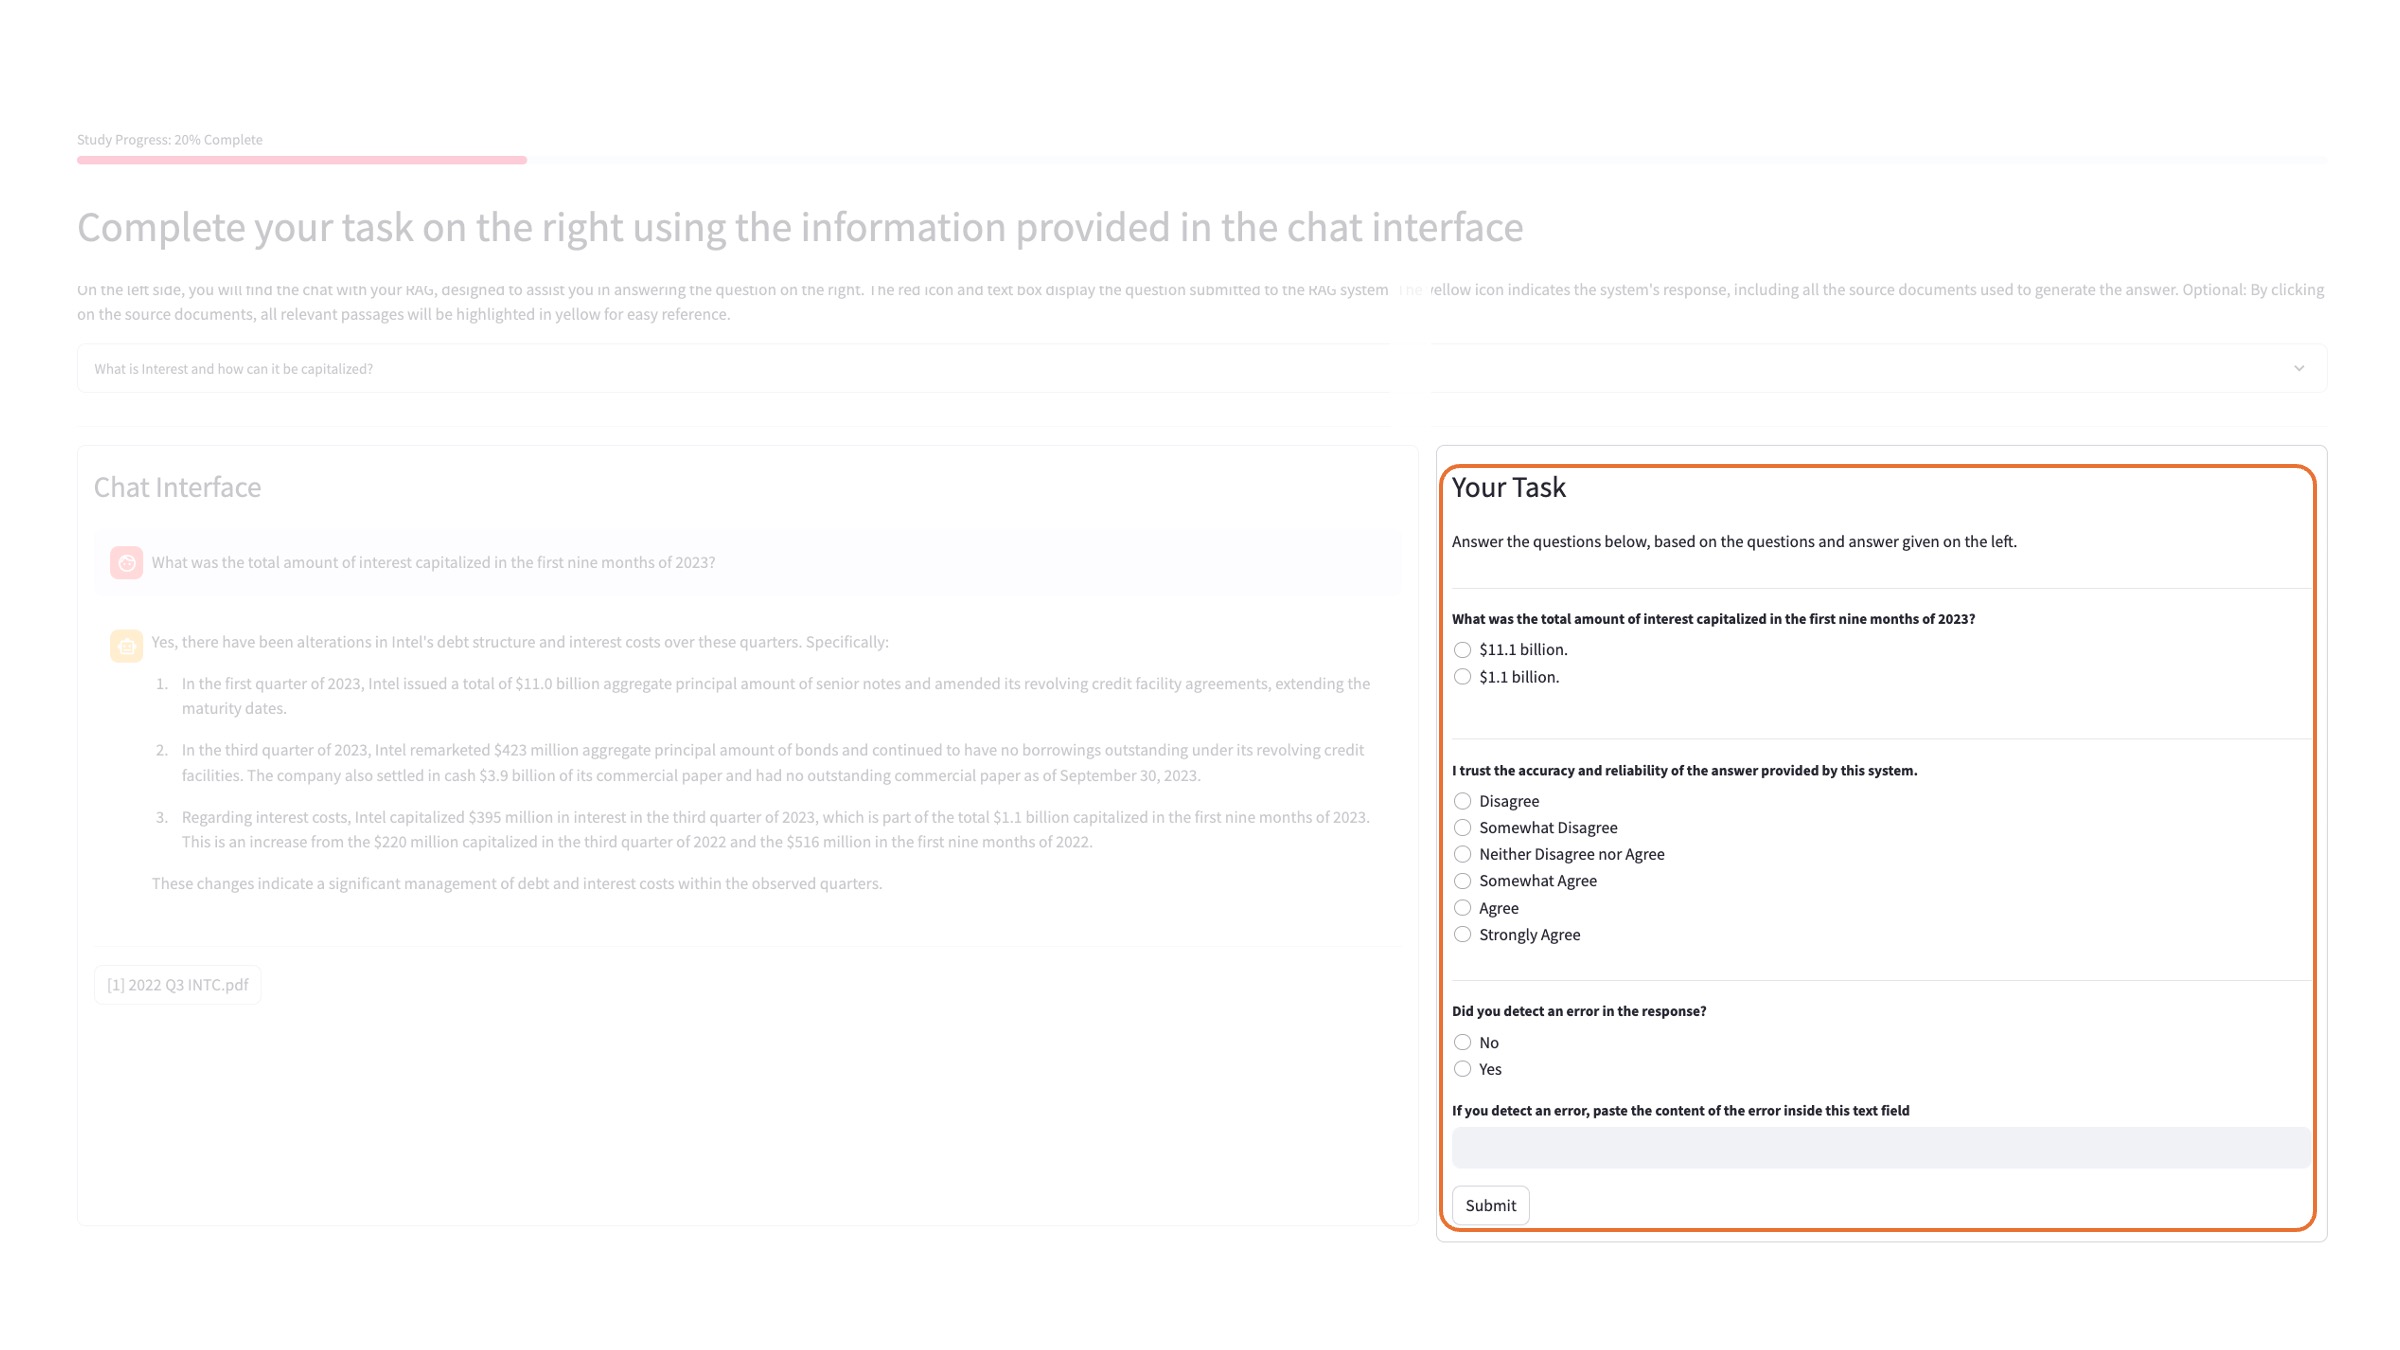 Study Progress: 20% Complete
Complete your task on the right using the information provided in the chat interface
On the left side, you will find the chat with your RAG, designed to assist you in answering the question on the right. The red icon and text box display the question submitted to the RAG system. The yellow icon indicates the system's response, including all the source documents used to generate the answer. Optional: By clicking
on the source documents, all relevant passages will be highlighted in yellow for easy reference.
What is Interest and how can it be capitalized?
Chat Interface
What was the total amount of interest capitalized in the first nine months of 2023?
Yes, there have been alterations in Intel's debt structure and interest costs over these quarters. Specifically:
1. In the first quarter of 2023, Intel issued a total of $11.0 billion aggregate principal amount of senior notes and amended its revolving credit facility agreements, extending the
maturity dates.
2. In the third quarter of 2023, Intel remarketed $423 million aggregate principal amount of bonds and continued to have no borrowings outstanding under its revolving credit
facilities. The company also settled in cash $3.9 billion of its commercial paper and had no outstanding commercial paper as of September 30, 2023.
3. Regarding interest costs, Intel capitalized $395 million in interest in the third quarter of 2023, which is part of the total $1.1 billion capitalized in the first nine months of 2023.
This is an increase from the $220 million capitalized in the third quarter of 2022 and the $516 million in the first nine months of 2022.
These changes indicate a significant management of debt and interest costs within the observed quarters.
[1] 2022 Q3 INTC.pdf
Your Task
Answer the questions below, based on the questions and answer given on the left.
What was the total amount of interest capitalized in the first nine months of 2023?
$11.1 billion.
$1.1 billion.
I trust the accuracy and reliability of the answer provided by this system.
Disagree
Somewhat Disagree
Neither Disagree nor Agree
Somewhat Agree
Agree
Strongly Agree
Did you detect an error in the response?
No
Yes
If you detect an error, paste the content of the error inside this text field
Submit